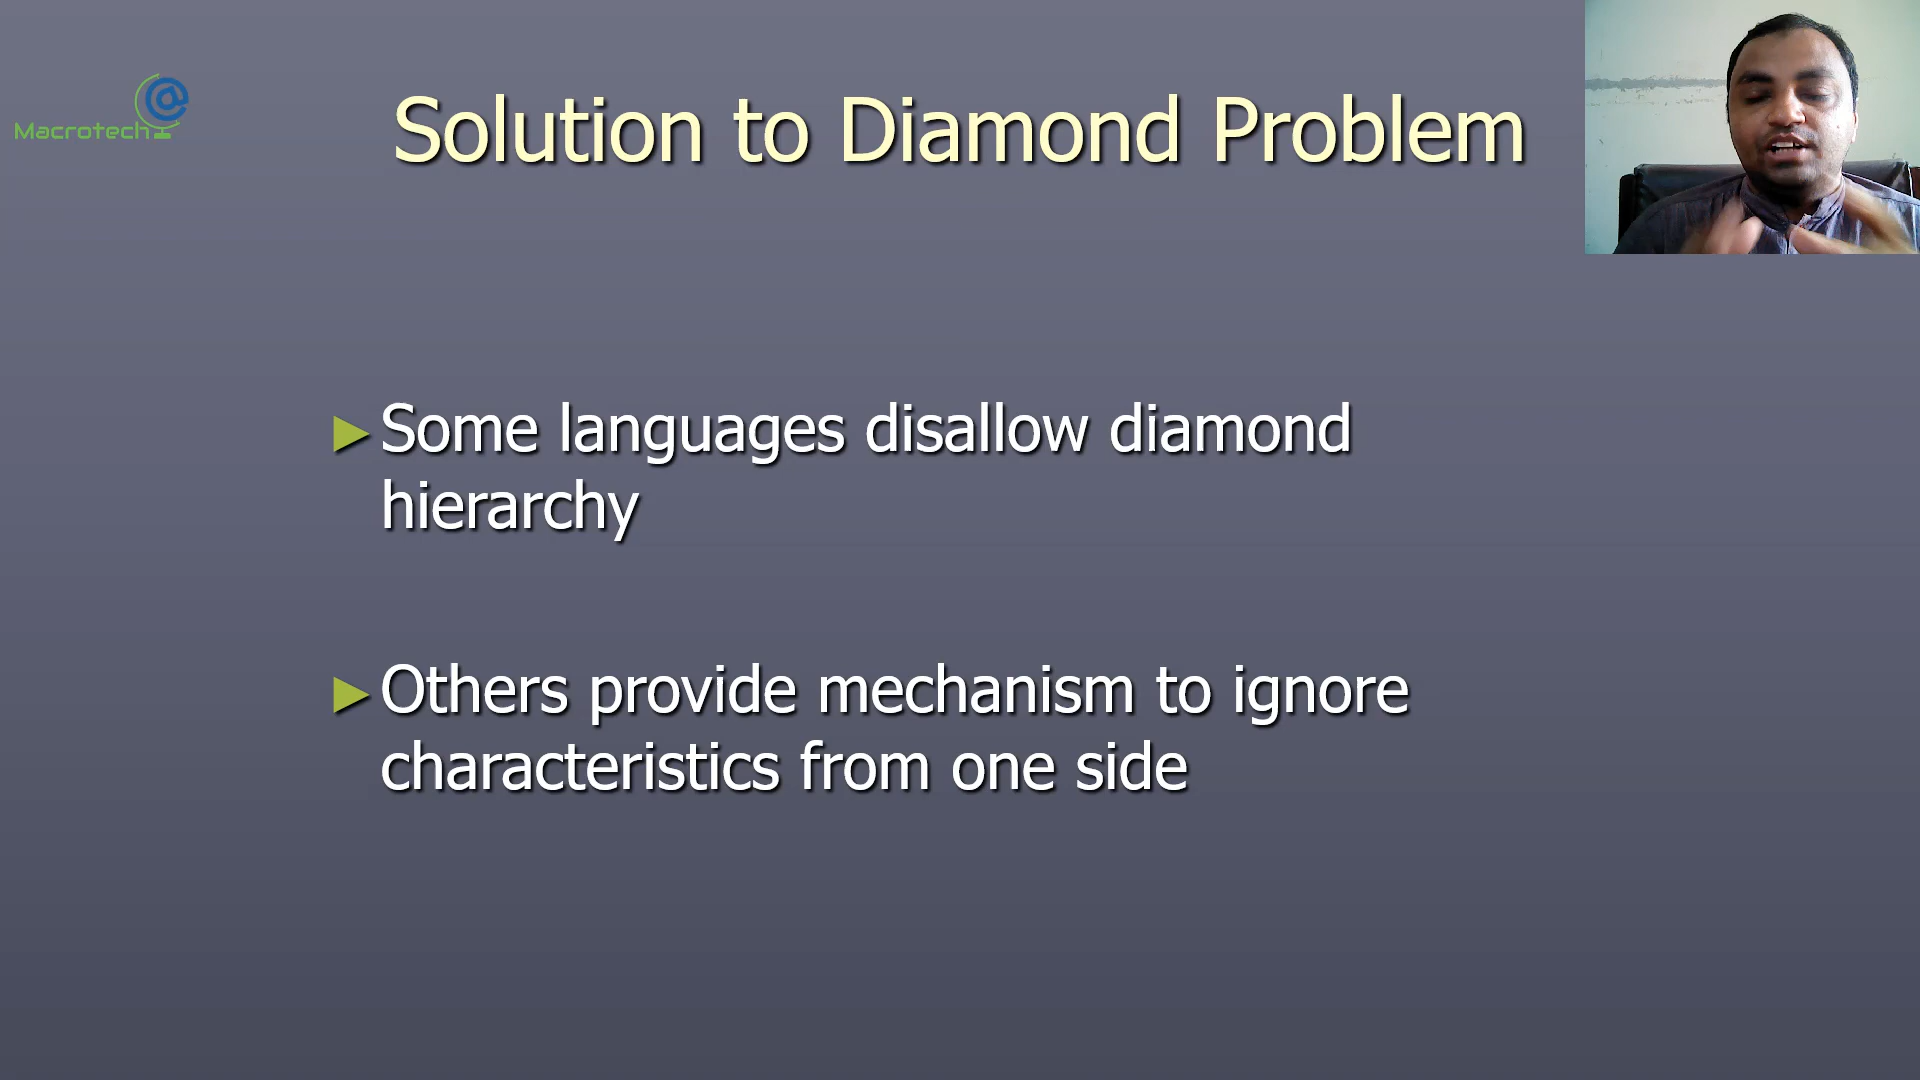 Macrotech
Solution to Diamond Problem
Some languages disallow diamond
hierarchy
Others provide mechanism to ignore
characteristics from one side